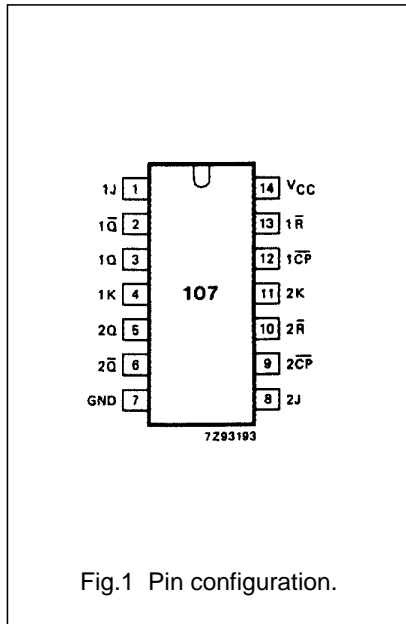 1J 1 14 VCC
1Q̅ 2 13 1R̅
1Q 3 12 1C̅P̅
1K 4 107 11 2K
2Q 5 10 2R̅
2Q̅ 6 9 2C̅P̅
GND 7 8 2J
7Z93193
Fig.1 Pin configuration.